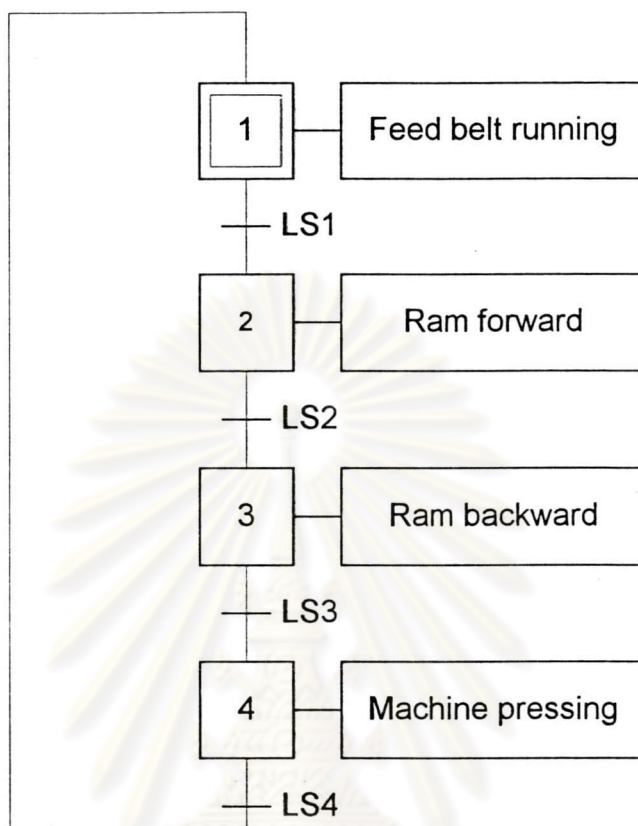 1 Feed belt running
LS1
2 Ram forward
LS2
3 Ram backward
LS3
4 Machine pressing
LS4